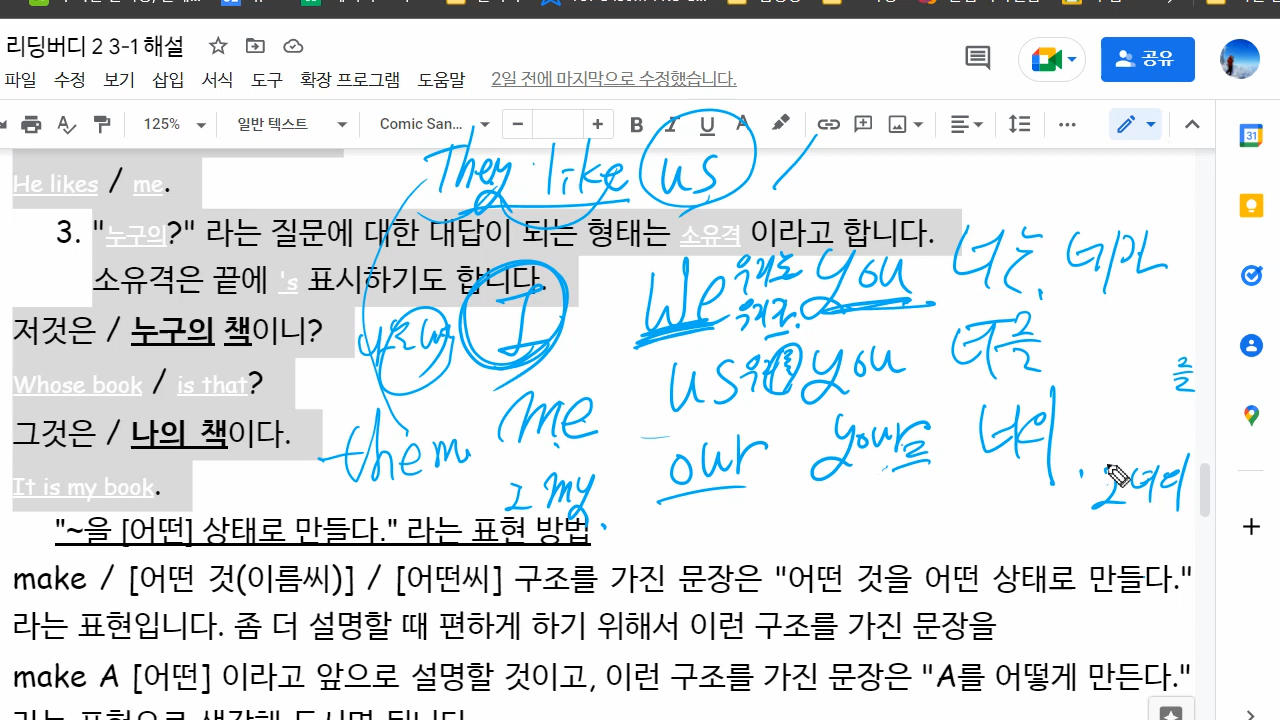 리딩버디 2 3-1해설
파일 수정 보기 삽입 서식 도구 확장 프로그램 도움말 2일 전에 마지막으로 수정했습니다.
공유
125% 일반 텍스트 Comic San... − + B I U A
31
They like us /
He likes / me.
3. "누구의?" 라는 질문에 대한 대답이 되는 형태는 소유격 이라고 합니다.
소유격은 끝에 's 표시하기도 합니다.
I We 우리는 you 너는 네가
저것은 / 누구의 책이니?
us 우리를 you 너를
를
Whose book / is that?
me
그것은 / 나의 책이다.
them our your 너의
my
It is my book.
"~을 [어떤] 상태로 만들다." 라는 표현 방법
make / [어떤 것(이름씨)] / [어떤씨] 구조를 가진 문장은 "어떤 것을 어떤 상태로 만들다."
라는 표현입니다. 좀 더 설명할 때 편하게 하기 위해서 이런 구조를 가진 문장을
make A [어떤] 이라고 앞으로 설명할 것이고, 이런 구조를 가진 문장은 "A를 어떻게 만든다."